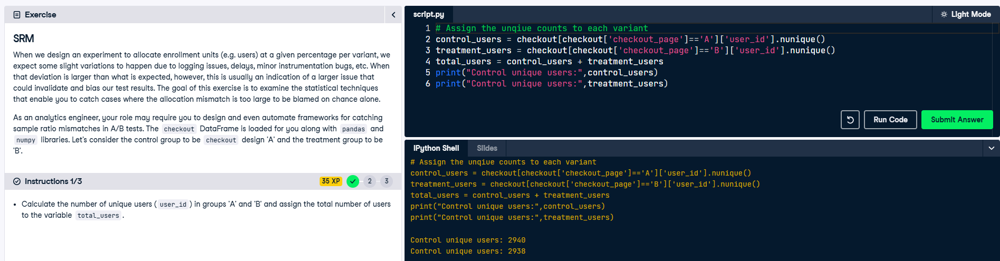 Exercise
SRM
When we design an experiment to allocate enrollment units (e.g. users) at a given percentage per variant, we
expect some slight variations to happen due to logging issues, delays, minor instrumentation bugs, etc. When
that deviation is larger than what is expected, however, this is usually an indication of a larger issue that
could invalidate and bias our test results. The goal of this exercise is to examine the statistical techniques
that enable you to catch cases where the allocation mismatch is too large to be blamed on chance alone.
As an analytics engineer, your role may require you to design and even automate frameworks for catching
sample ratio mismatches in A/B tests. The checkout DataFrame is loaded for you along with pandas and
numpy libraries. Let's consider the control group to be checkout design 'A' and the treatment group to be
'B'.
Instructions 1/3
35 XP
2
3
• Calculate the number of unique users ( user_id ) in groups 'A' and 'B' and assign the total number of users
to the variable total_users .
script.py
Light Mode
1 # Assign the unqiue counts to each variant
2 control_users = checkout[checkout['checkout_page']=='A']['user_id'].nunique()
3 treatment_users = checkout[checkout['checkout_page']=='B']['user_id'].nunique()
4 total_users = control_users + treatment_users
5 print("Control unique users:",control_users)
6 print("Control unique users:",treatment_users)
Run Code
Submit Answer
IPython Shell
Slides
# Assign the unqiue counts to each variant
control_users = checkout[checkout['checkout_page']=='A']['user_id'].nunique()
treatment_users = checkout[checkout['checkout_page']=='B']['user_id'].nunique()
total_users = control_users + treatment_users
print("Control unique users:",control_users)
print("Control unique users:",treatment_users)
Control unique users: 2940
Control unique users: 2938